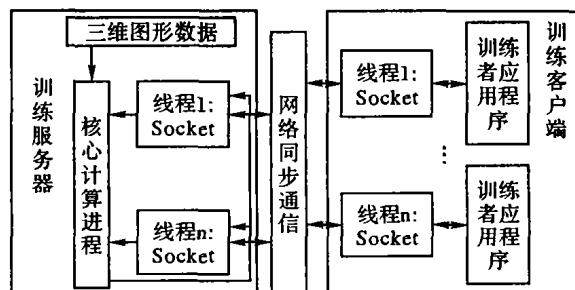 三维图形数据
训练服务器
核心计算进程
线程1:
Socket
线程n:
Socket
网络同步通信
线程1:
Socket
线程n:
Socket
训练
者应
用程
序
⋮
训练
者应
用程
序
训练客户端